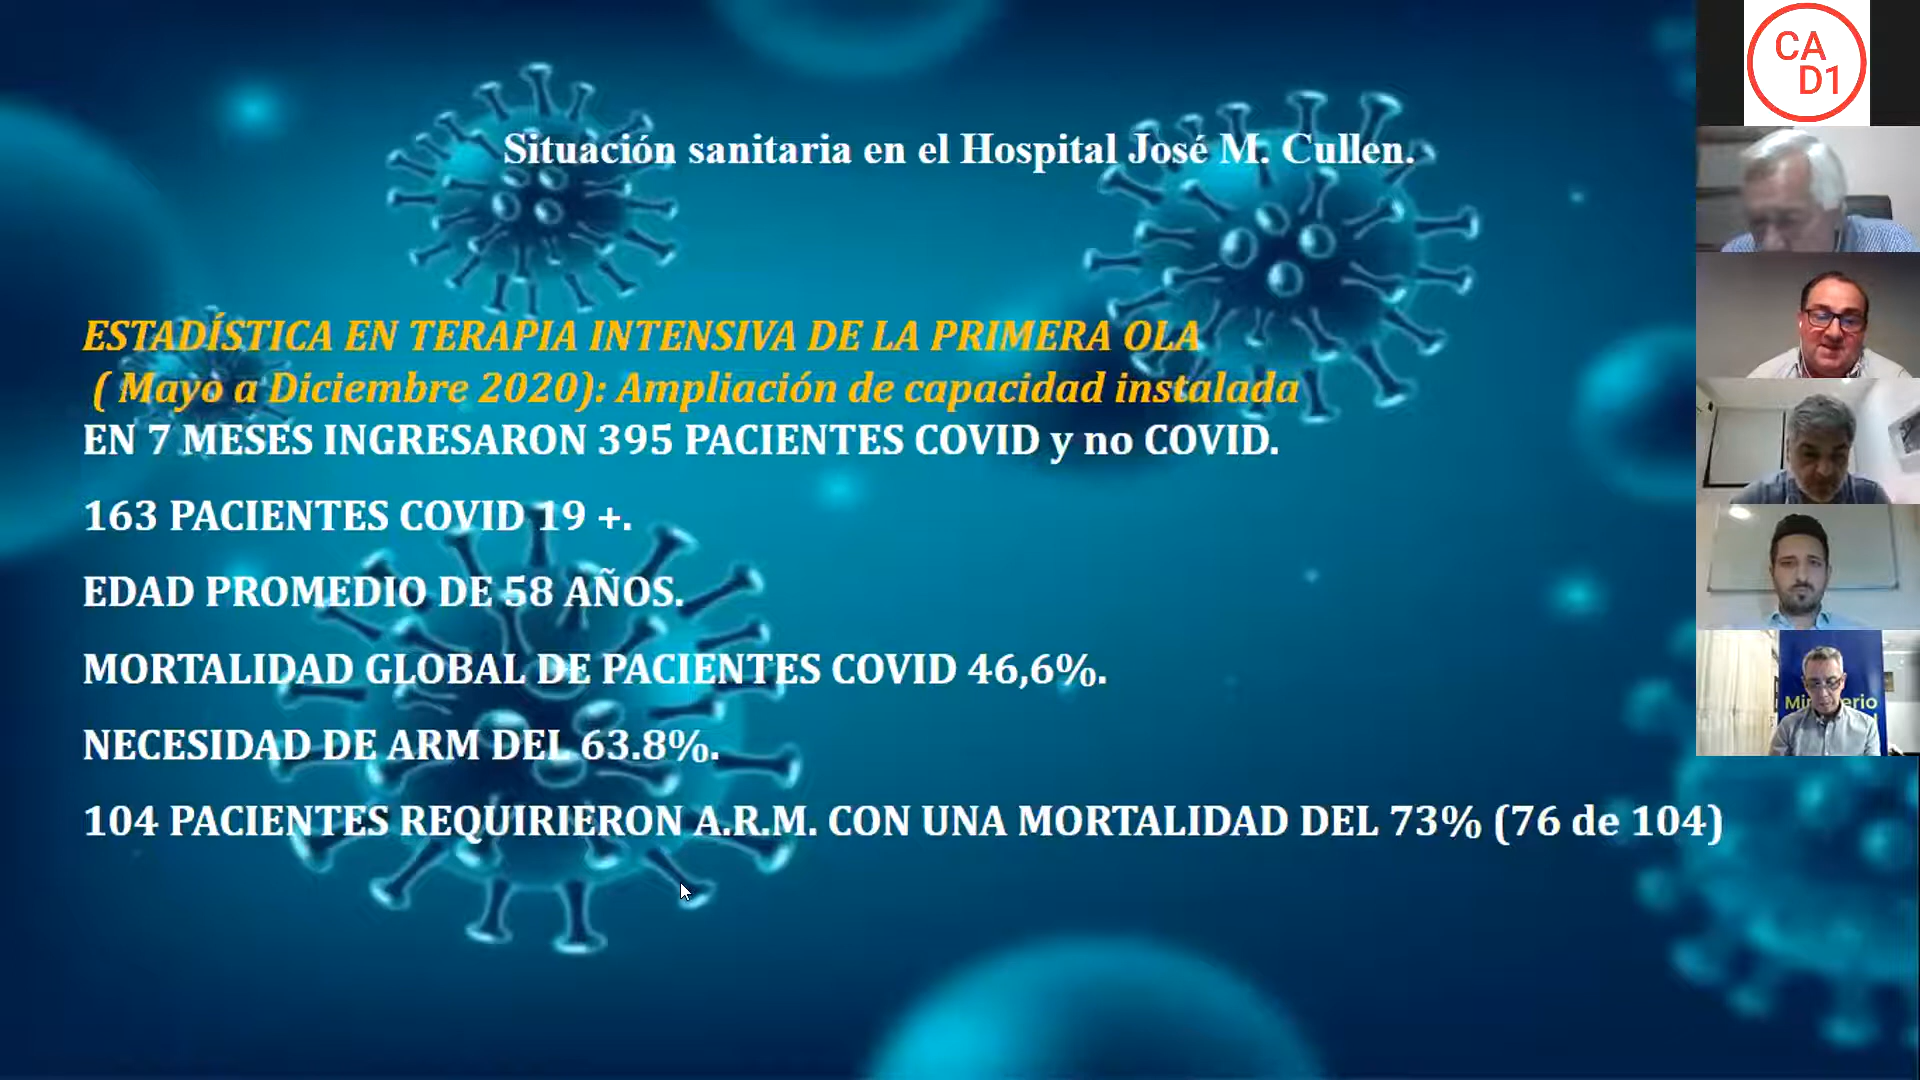 Situación sanitaria en el Hospital José M. Cullen.
ESTADÍSTICA EN TERAPIA INTENSIVA DE LA PRIMERA OLA
( Mayo a Diciembre 2020): Ampliación de capacidad instalada
EN 7 MESES INGRESARON 395 PACIENTES COVID y no COVID.
163 PACIENTES COVID 19 +.
EDAD PROMEDIO DE 58 AÑOS.
MORTALIDAD GLOBAL DE PACIENTES COVID 46,6%.
NECESIDAD DE ARM DEL 63.8%.
104 PACIENTES REQUIRIERON A.R.M. CON UNA MORTALIDAD DEL 73% (76 de 104)
CA
D1